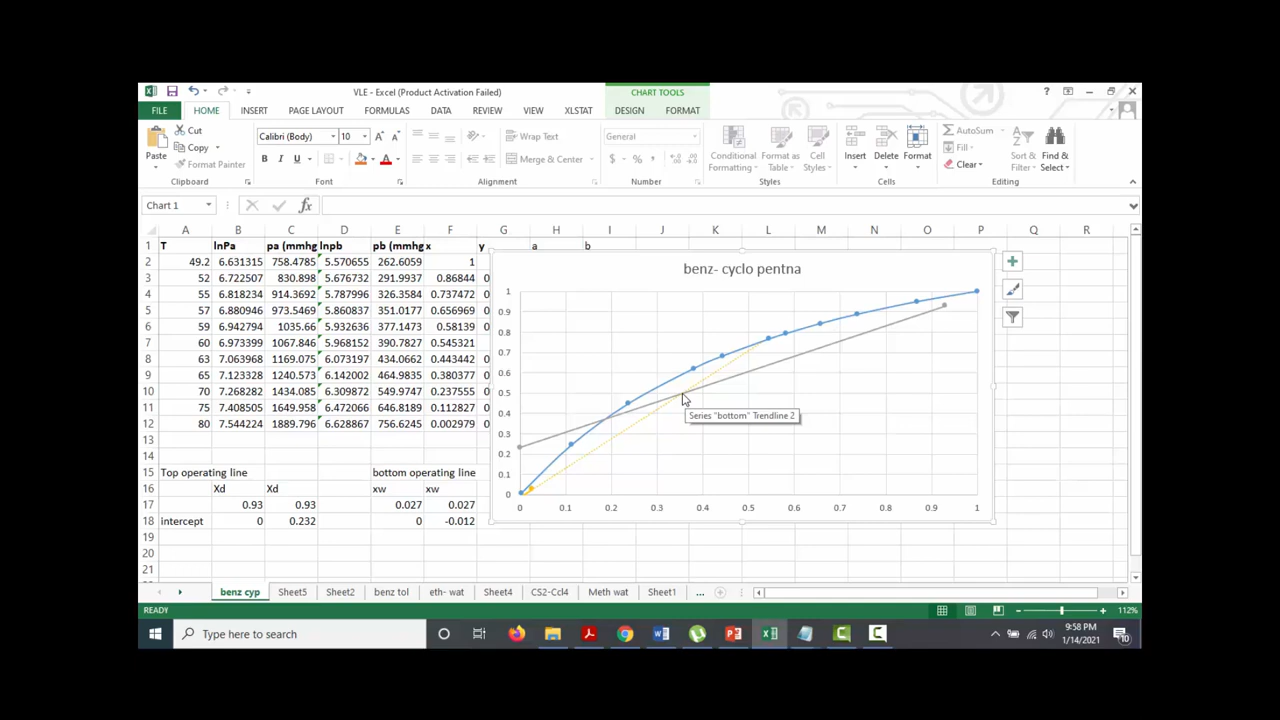 VLE - Excel (Product Activation Failed)
CHART TOOLS
FILE HOME INSERT PAGE LAYOUT FORMULAS DATA REVIEW VIEW XLSTAT DESIGN FORMAT
Paste
Cut
Copy
Format Painter
Clipboard
Calibri (Body) 10
B I U
Font
Wrap Text
Merge & Center
Alignment
General
$ % ,
Number
Conditional Formatting
Format as Table
Cell Styles
Styles
Insert Delete Format
Cells
AutoSum
Fill
Clear
Sort & Filter
Find & Select
Editing
Chart 1
fx
A B C D E F G H I J K L M N O P Q R
1 T lnPa pa (mmhg lnpb pb (mmhg x y a b
2 49.2 6.631315 758.4785 5.570655 262.6059 1
3 52 6.722507 830.898 5.676732 291.9937 0.86844 0
4 55 6.818234 914.3692 5.787996 326.3584 0.737472 0
5 57 6.880904 973.5469 5.860837 351.0177 0.656969 0
6 59 6.942794 1035.66 5.932636 377.1473 0.58139 0
7 60 6.973399 1067.846 5.968152 390.7827 0.545321 0
8 63 7.063968 1169.075 6.073197 434.0662 0.443442 0
9 65 7.123328 1240.573 6.142002 464.9835 0.380377 0
10 70 7.268282 1434.085 6.309872 549.9747 0.237555 0
11 75 7.408505 1649.958 6.472066 646.8189 0.112827 0
12 80 7.544224 1889.796 6.628867 756.6245 0.002979 0
13
14
15 Top operating line bottom operating line
16 Xd Xd xw xw
17 0.93 0.93 0.027 0.027
18 intercept 0 0.232 0 -0.012
19
20
21
benz- cyclo pentna
1
0.9
0.8
0.7
0.6
0.5
0.4
0.3
0.2
0.1
0
0 0.1 0.2 0.3 0.4 0.5 0.6 0.7 0.8 0.9 1
Series "bottom" Trendline 2
benz cyp Sheet5 Sheet2 benz tol eth- wat Sheet4 CS2-Ccl4 Meth wat Sheet1 ...
READY
112%
Type here to search
9:58 PM
1/14/2021